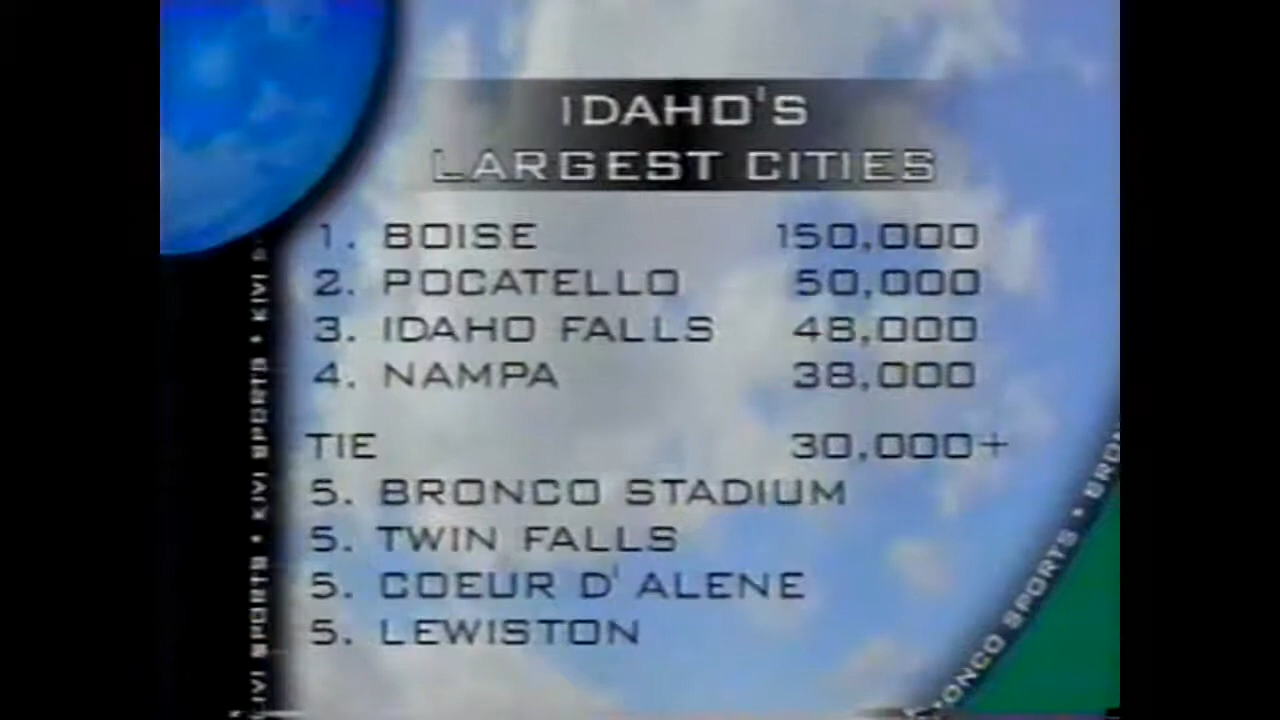 IDAHO'S
LARGEST CITIES
1. BOISE 150,000
2. POCATELLO 50,000
3. IDAHO FALLS 48,000
4. NAMPA 38,000
TIE 30,000+
5. BRONCO STADIUM
5. TWIN FALLS
5. COEUR D'ALENE
5. LEWISTON
KIVI SPORTS • KIVI SPORTS • KIVI
BRONCO SPORTS •